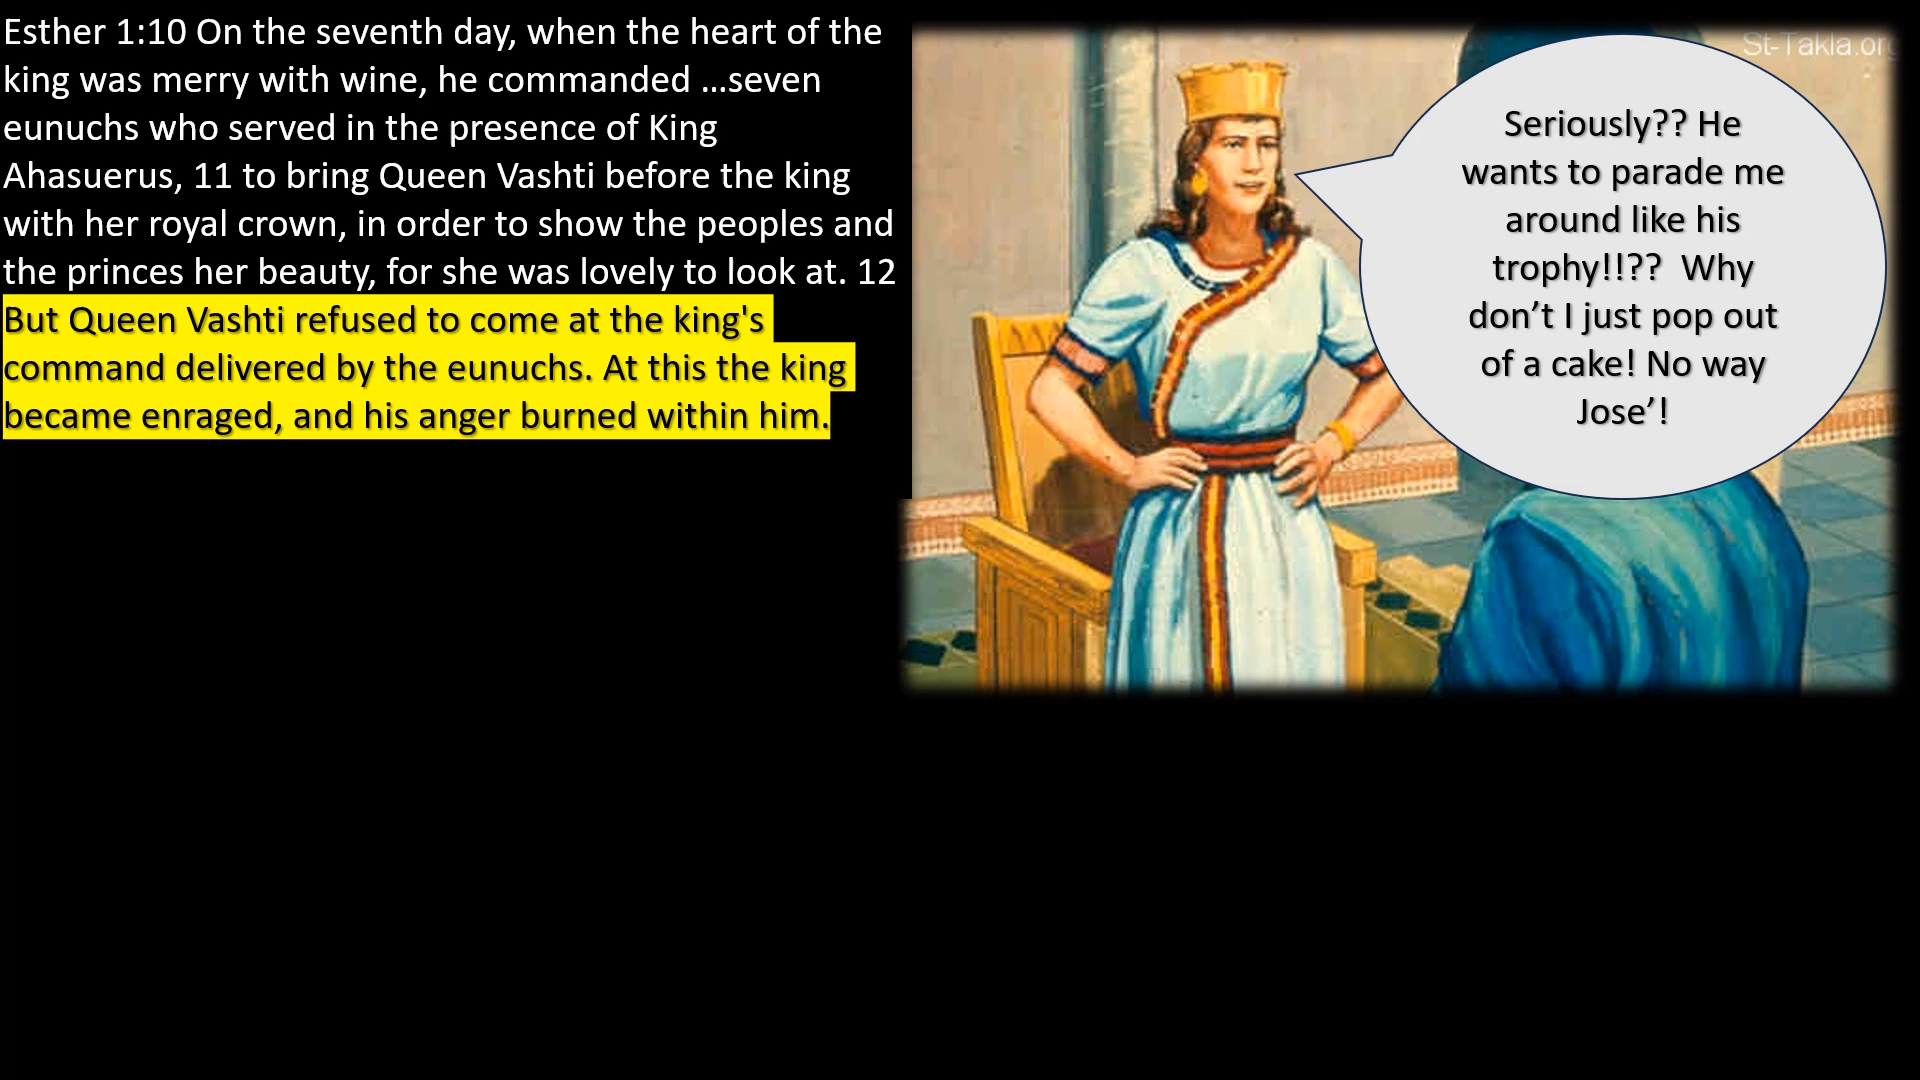 Esther 1:10 On the seventh day, when the heart of the
king was merry with wine, he commanded …seven
eunuchs who served in the presence of King
Ahasuerus, 11 to bring Queen Vashti before the king
with her royal crown, in order to show the peoples and
the princes her beauty, for she was lovely to look at. 12
But Queen Vashti refused to come at the king's
command delivered by the eunuchs. At this the king
became enraged, and his anger burned within him.
St-Takla.org
Seriously?? He
wants to parade me
around like his
trophy!!??  Why
don’t I just pop out
of a cake! No way
Jose’!